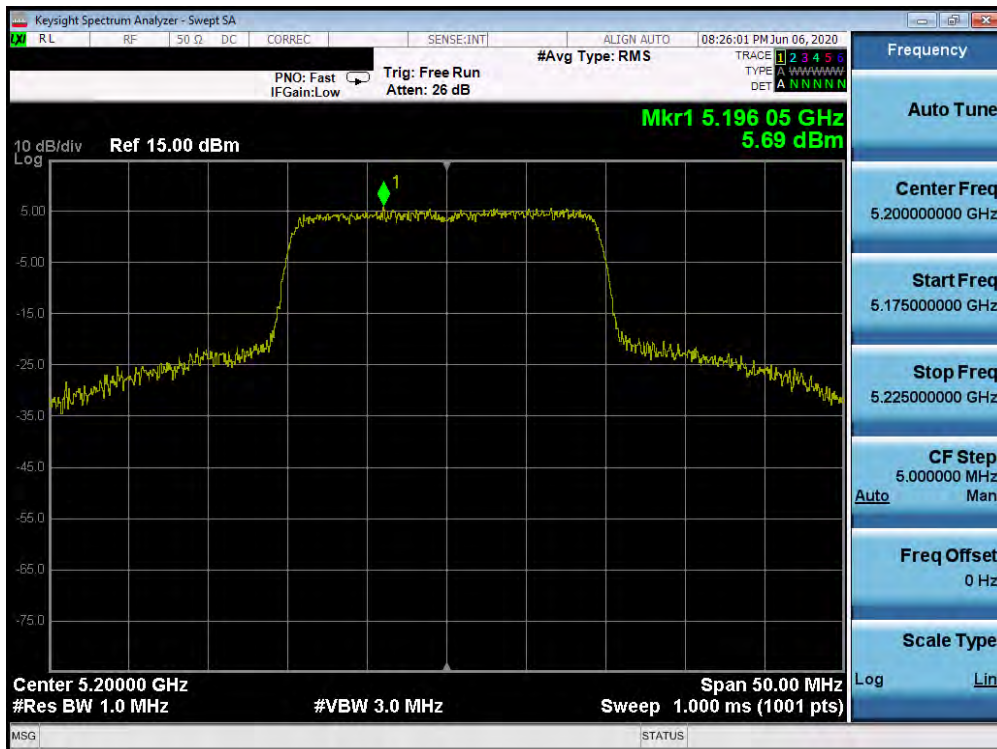 Keysight Spectrum Analyzer - Swept SA
LXI RL RF 50 Ω DC CORREC SENSE:INT ALIGN AUTO 08:26:01 PM Jun 06, 2020
#Avg Type: RMS TRACE 1 2 3 4 5 6
PNO: Fast Trig: Free Run TYPE A WWWWW
IFGain:Low Atten: 26 dB DET A N N N N N
Mkr1 5.196 05 GHz
5.69 dBm
10 dB/div Ref 15.00 dBm
Log
1
5.00
-5.00
-15.0
-25.0
-35.0
-45.0
-55.0
-65.0
-75.0
Center 5.20000 GHz Span 50.00 MHz
#Res BW 1.0 MHz #VBW 3.0 MHz Sweep 1.000 ms (1001 pts)
MSG STATUS
Frequency
Auto Tune
Center Freq
5.200000000 GHz
Start Freq
5.175000000 GHz
Stop Freq
5.225000000 GHz
CF Step
5.000000 MHz
Auto Man
Freq Offset
0 Hz
Scale Type
Log Lin